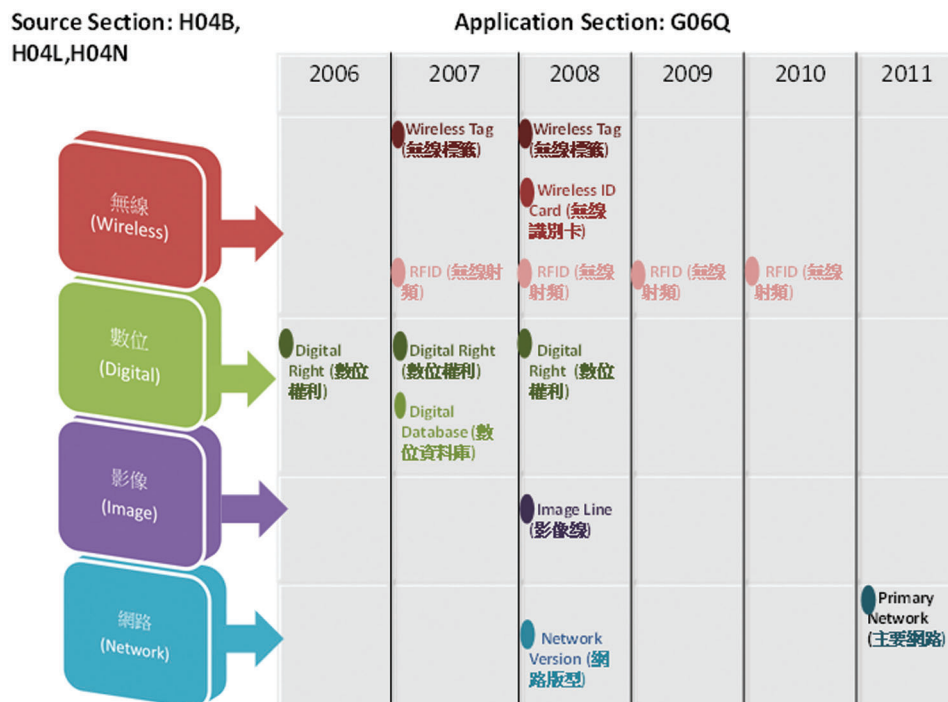 Source Section: H04B,
H04L,H04N
Application Section: G06Q
2006
2007
2008
2009
2010
2011
無線
(Wireless)
Wireless Tag
(無線標籤)
Wireless Tag
(無線標籤)
Wireless ID
Card (無線
識別卡)
RFID (無線射
頻)
RFID (無線
射頻)
RFID (無線
射頻)
RFID (無線
射頻)
數位
(Digital)
Digital
Right (數位
權利)
Digital Right
(數位權利)
Digital
Right (數位
權利)
Digital
Database (數
位資料庫)
影像
(Image)
Image Line
(影像線)
網路
(Network)
Network
Version (網
路版型)
Primary
Network
(主要網路)